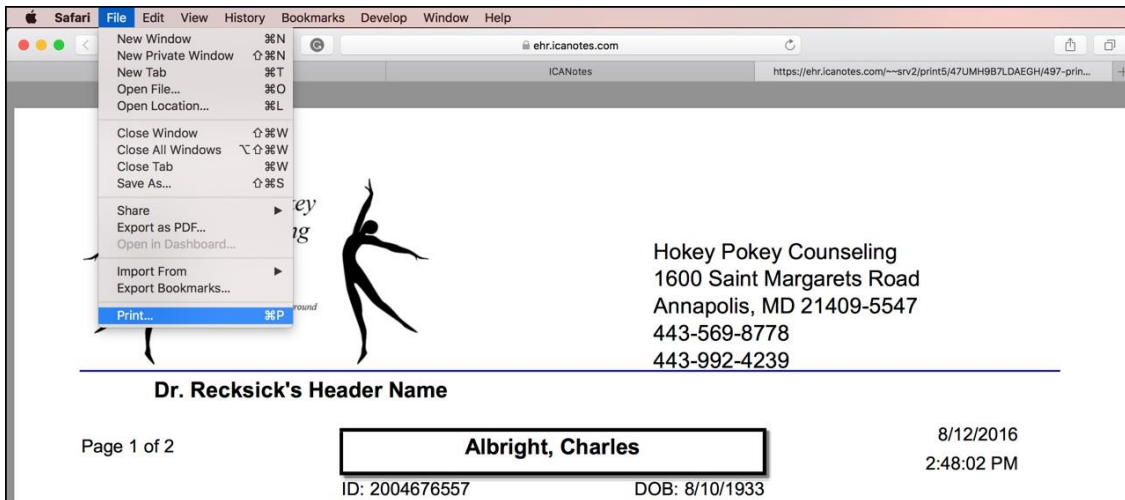 Safari File Edit View History Bookmarks Develop Window Help
ehr.icanotes.com
ICANotes https://ehr.icanotes.com/~~srv2/print5/47UMH9B7LDAEGH/497-prin...
New Window ⌘N
New Private Window ⇧⌘N
New Tab ⌘T
Open File... ⌘O
Open Location... ⌘L
Close Window ⇧⌘W
Close All Windows ⌥⇧⌘W
Close Tab ⌘W
Save As... ⇧⌘S
Share
Export as PDF...
Open in Dashboard...
Import From
Export Bookmarks...
Print... ⌘P
Hokey Pokey Counseling
1600 Saint Margarets Road
Annapolis, MD 21409-5547
443-569-8778
443-992-4239
Dr. Recksick's Header Name
Page 1 of 2
Albright, Charles
8/12/2016
2:48:02 PM
ID: 2004676557 DOB: 8/10/1933